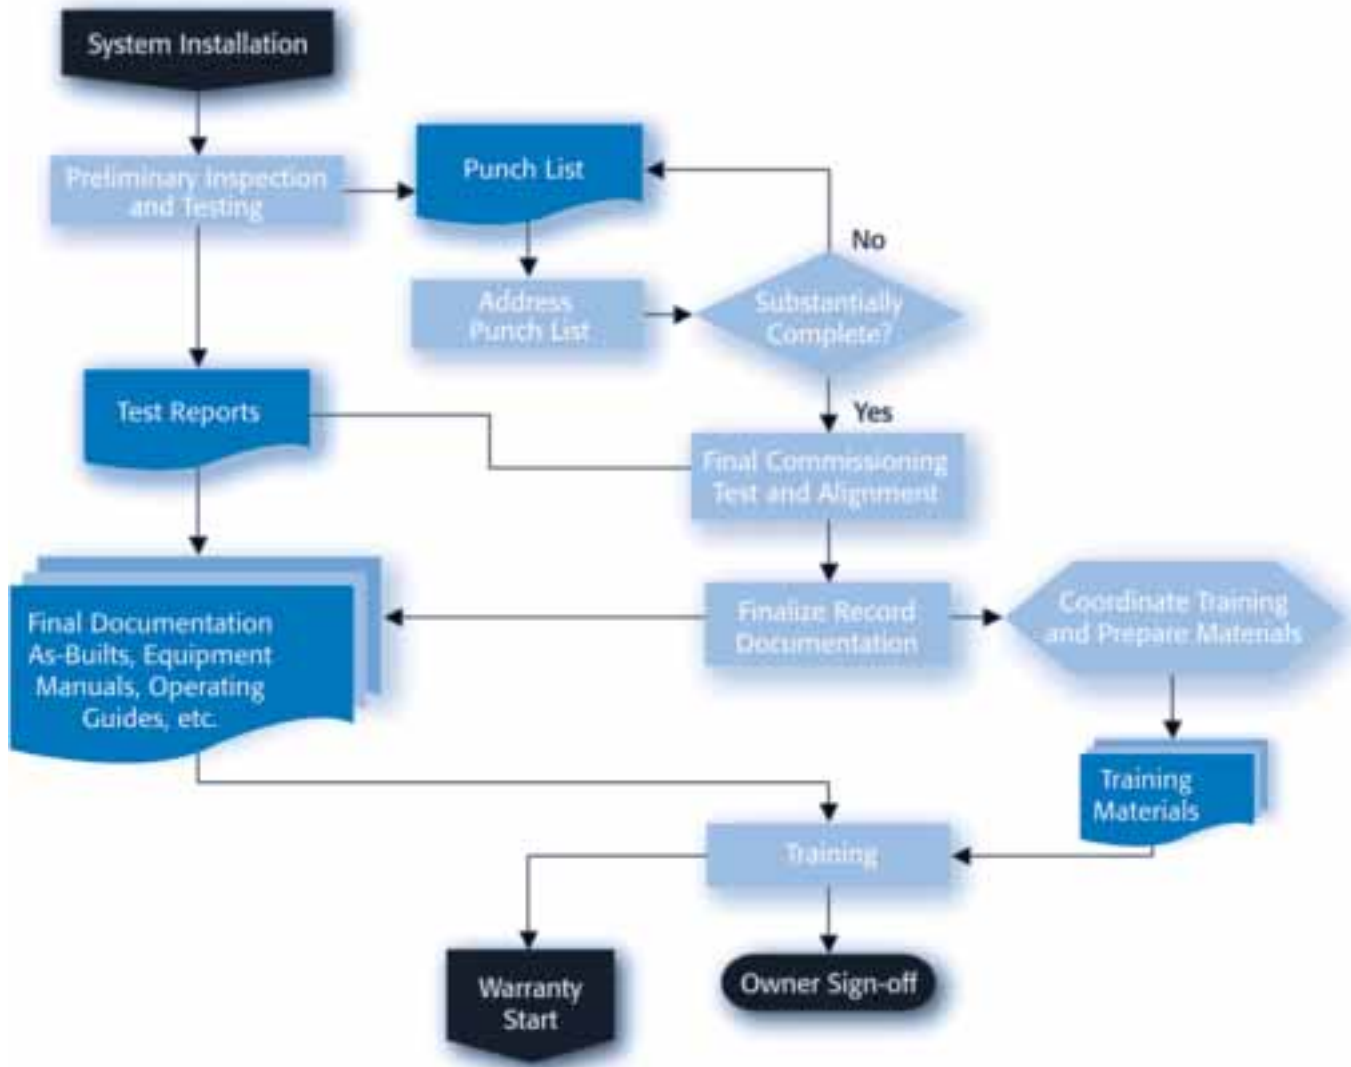 System Installation
Preliminary Inspection
and Testing
Punch List
No
Address
Punch List
Substantially
Complete?
Yes
Test Reports
Final Commissioning
Test and Alignment
Final Documentation
As-Builts, Equipment
Manuals, Operating
Guides, etc.
Finalize Record
Documentation
Coordinate Training
and Prepare Materials
Training
Materials
Training
Warranty
Start
Owner Sign-off